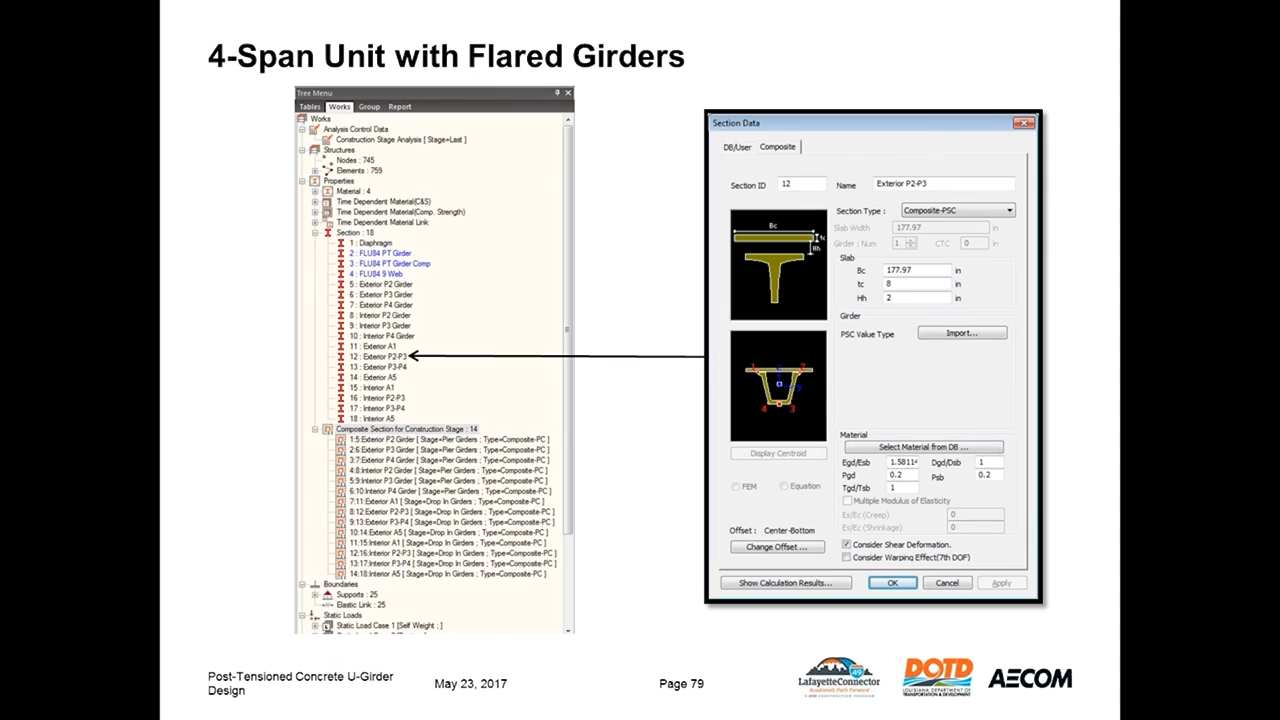 4-Span Unit with Flared Girders
Tree Menu
Tables Works Group Report
Works
Analysis Control Data
Construction Stage Analysis [ Stage=Last ]
Structures
Nodes : 745
Elements : 759
Properties
Material : 4
Time Dependent Material(C&S)
Time Dependent Material(Comp. Strength)
Time Dependent Material Link
Section : 18
1 : Diaphragm
2 : FLU84 PT Girder
3 : FLU84 PT Girder Comp
4 : FLU84 9 Web
5 : Exterior P2 Girder
6 : Exterior P3 Girder
7 : Exterior P4 Girder
8 : Interior P2 Girder
9 : Interior P3 Girder
10 : Interior P4 Girder
11 : Exterior A1
12 : Exterior P2-P3
13 : Exterior P3-P4
14 : Exterior A5
15 : Interior A1
16 : Interior P2-P3
17 : Interior P3-P4
18 : Interior A5
Composite Section for Construction Stage : 14
1:5:Exterior P2 Girder [ Stage=Pier Girders ; Type=Composite-PC ]
2:6:Exterior P3 Girder [ Stage=Pier Girders ; Type=Composite-PC ]
3:7:Exterior P4 Girder [ Stage=Pier Girders ; Type=Composite-PC ]
4:8:Interior P2 Girder [ Stage=Pier Girders ; Type=Composite-PC ]
5:9:Interior P3 Girder [ Stage=Pier Girders ; Type=Composite-PC ]
6:10:Interior P4 Girder [ Stage=Pier Girders ; Type=Composite-PC ]
7:11:Exterior A1 [ Stage=Drop In Girders ; Type=Composite-PC ]
8:12:Exterior P2-P3 [ Stage=Drop In Girders ; Type=Composite-PC ]
9:13:Exterior P3-P4 [ Stage=Drop In Girders ; Type=Composite-PC ]
10:14:Exterior A5 [ Stage=Drop In Girders ; Type=Composite-PC ]
11:15:Interior A1 [ Stage=Drop In Girders ; Type=Composite-PC ]
12:16:Interior P2-P3 [ Stage=Drop In Girders ; Type=Composite-PC ]
13:17:Interior P3-P4 [ Stage=Drop In Girders ; Type=Composite-PC ]
14:18:Interior A5 [ Stage=Drop In Girders ; Type=Composite-PC ]
Boundaries
Supports : 25
Elastic Link : 25
Static Loads
Static Load Case 1 [Self Weight ; ]
Section Data
DB/User Composite
Section ID 12 Name Exterior P2-P3
Section Type : Composite-PSC
Slab Width 177.97 in
Girder : Num 1 CTC 0 in
Slab
Bc 177.97 in
tc 8 in
Hh 2 in
Girder
PSC Value Type Import...
Bc
tc
Hh
1 2
4 3
Display Centroid
FEM Equation
Material
Select Material from DB ...
Egd/Esb 1.5811 Dgd/Dsb 1
Pgd 0.2 Psb 0.2
Tgd/Tsb 1
Multiple Modulus of Elasticity
Es/Ec (Creep) 0
Es/Ec (Shrinkage) 0
Offset : Center-Bottom
Change Offset ...
Consider Shear Deformation.
Consider Warping Effect(7th DOF)
Show Calculation Results... OK Cancel Apply
Post-Tensioned Concrete U-Girder
Design
May 23, 2017
Page 79
LafayetteConnector
Acadiana's Path Forward
DOTD
LOUISIANA DEPARTMENT OF
TRANSPORTATION & DEVELOPMENT
AECOM